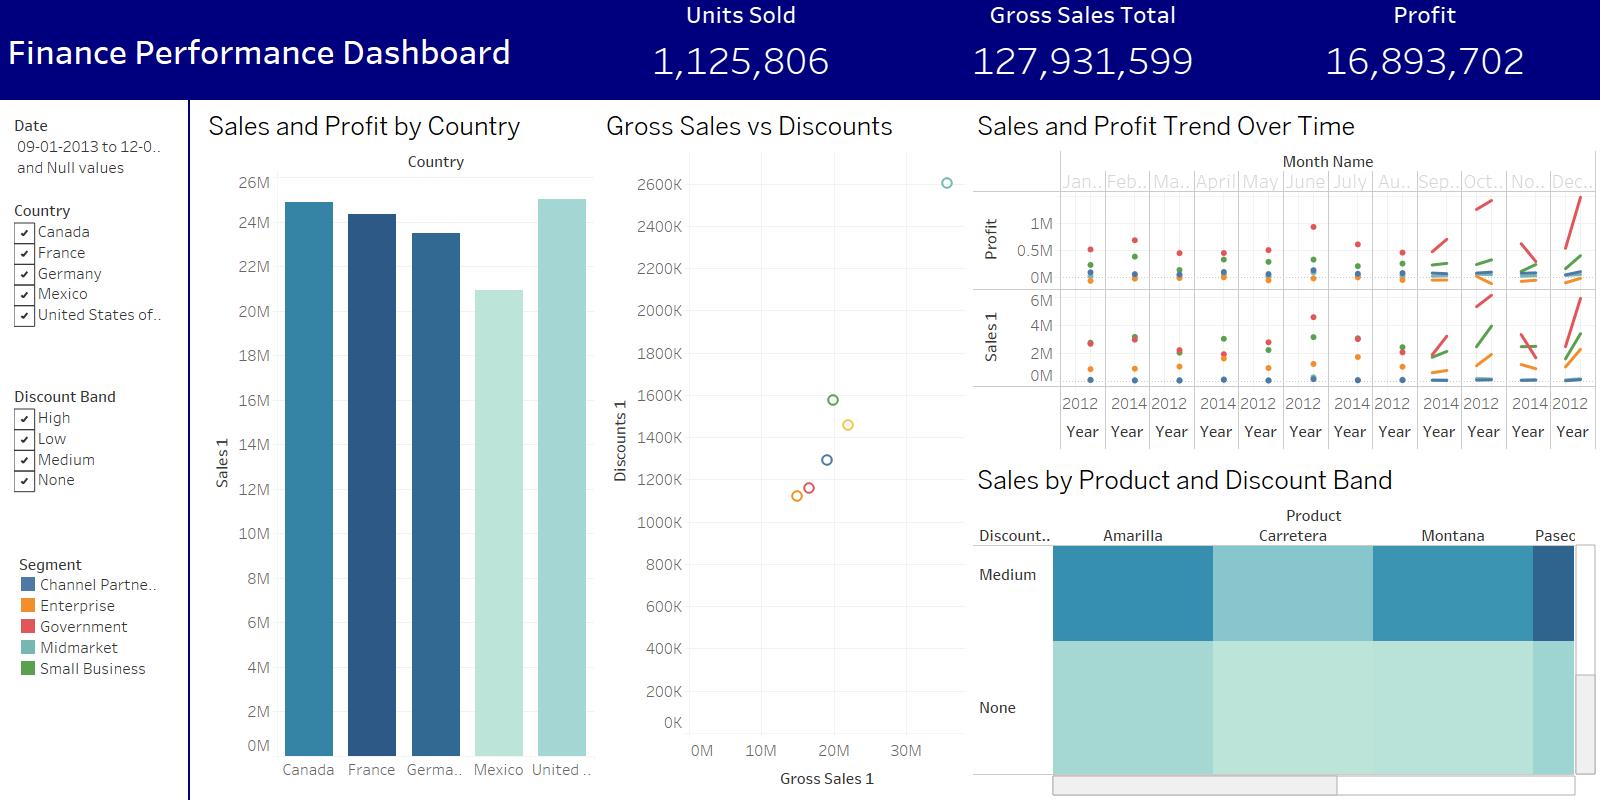 Finance Performance Dashboard
Units Sold
1,125,806
Gross Sales Total
127,931,599
Profit
16,893,702
Date
09-01-2013 to 12-0..
and Null values
Country
Canada
France
Germany
Mexico
United States of..
Discount Band
High
Low
Medium
None
Segment
Channel Partne..
Enterprise
Government
Midmarket
Small Business
Sales and Profit by Country
Country
Sales 1
26M
24M
22M
20M
18M
16M
14M
12M
10M
8M
6M
4M
2M
0M
Canada France Germa.. Mexico United ..
Gross Sales vs Discounts
Discounts 1
2600K
2400K
2200K
2000K
1800K
1600K
1400K
1200K
1000K
800K
600K
400K
200K
0K
0M 10M 20M 30M
Gross Sales 1
Sales and Profit Trend Over Time
Month Name
Jan.. Feb.. Ma.. April May June July Au.. Sep.. Oct.. No.. Dec..
Profit
1M
0.5M
0M
Sales 1
6M
4M
2M
0M
2012 2014 2012 2014 2012 2012 2014 2012 2014 2012 2014 2012
Year Year Year Year Year Year Year Year Year Year Year Year
Sales by Product and Discount Band
Product
Discount.. Amarilla Carretera Montana Paseo
Medium
None